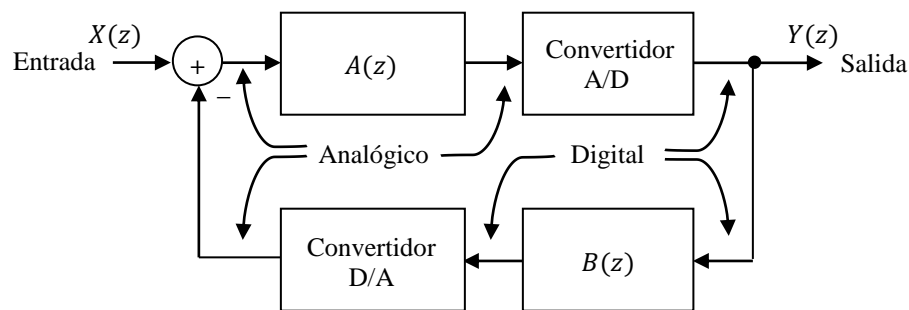 X(z)
Entrada
+
−
A(z)
Convertidor
A/D
Y(z)
Salida
Analógico
Digital
Convertidor
D/A
B(z)